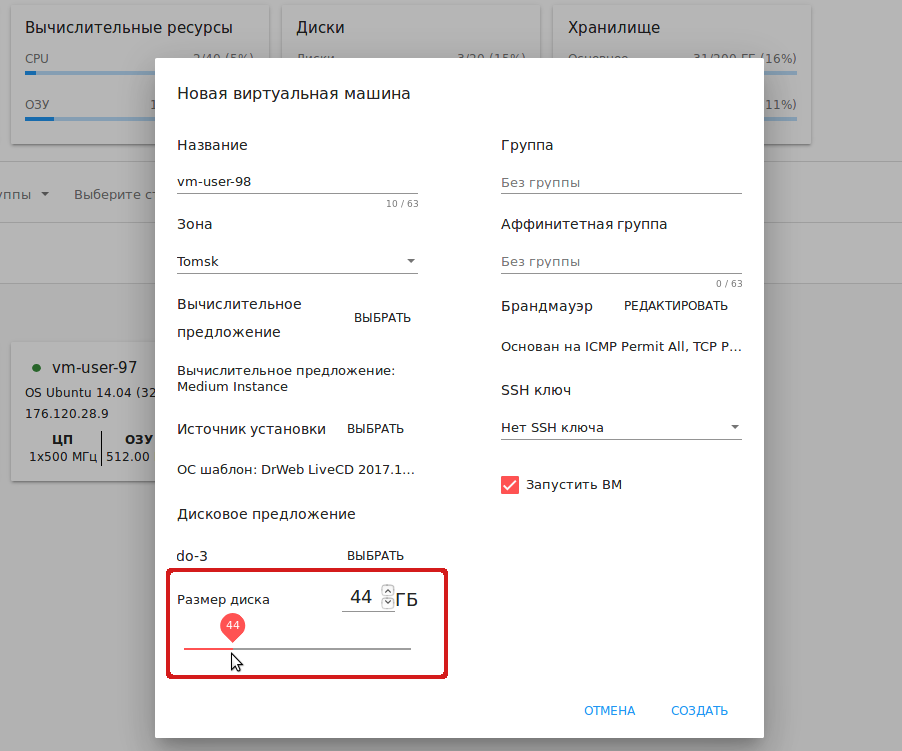 Вычислительные ресурсы
Диски
Хранилище
CPU
2/40 (5%)
Диски
3/20 (15%)
Основное
31/200 ГБ (16%)
ОЗУ
1
11%)
Выберите
Новая виртуальная машина
Название
vm-user-98
10 / 63
Зона
Tomsk
Вычислительное
предложение
ВЫБРАТЬ
Вычислительное предложение:
Medium Instance
Источник установки
ВЫБРАТЬ
ОС шаблон: DrWeb LiveCD 2017.1...
Дисковое предложение
do-3
ВЫБРАТЬ
Размер диска
44
ГБ
44
Группа
Без группы
Аффинитетная группа
Без группы
0 / 63
Брандмауэр
РЕДАКТИРОВАТЬ
Основан на ICMP Permit All, TCP P...
SSH ключ
Нет SSH ключа
Запустить ВМ
ОТМЕНА
СОЗДАТЬ
vm-user-97
OS Ubuntu 14.04 (32
176.120.28.9
ЦП
ОЗУ
1x500 МГц
512.00